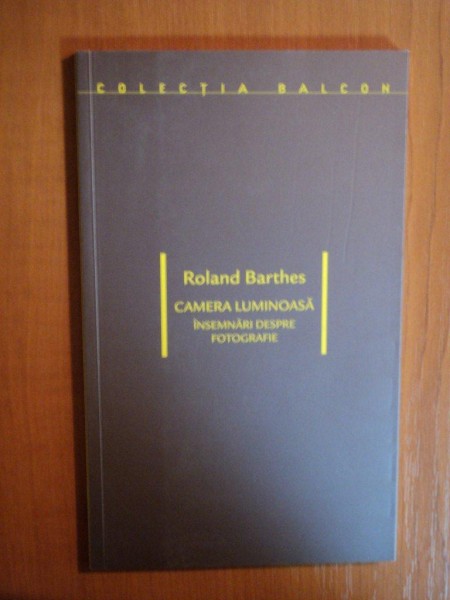 COLECȚIA BALCON
Roland Barthes
CAMERA LUMINOASĂ
ÎNSEMNĂRI DESPRE
FOTOGRAFIE